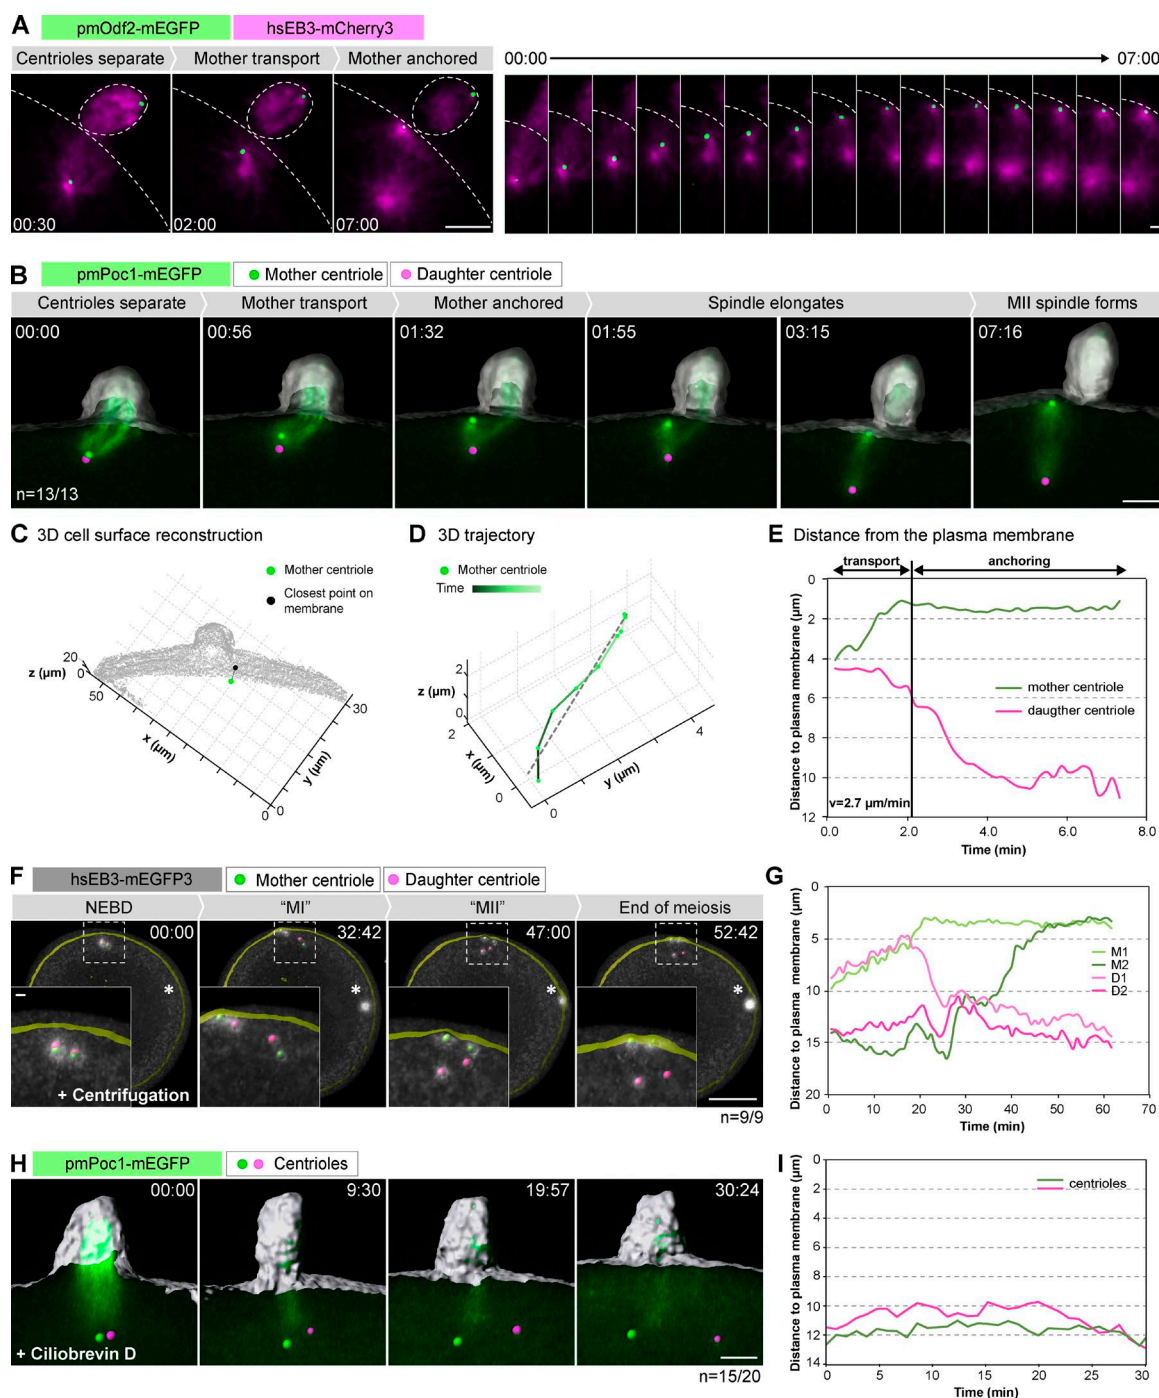 A
pmOdf2-mEGFP hsEB3-mCherry3
Centrioles separate Mother transport Mother anchored 00:00 07:00
00:30 02:00 07:00
B pmPoc1-mEGFP Mother centriole Daughter centriole
Centrioles separate Mother transport Mother anchored Spindle elongates MII spindle forms
00:00 00:56 01:32 01:55 03:15 07:16
n=13/13
C 3D cell surface reconstruction
Mother centriole
Closest point on
membrane
z (µm)
20
0
50
x (µm)
0 0
y (µm)
30
D 3D trajectory
Mother centriole
Time
z (µm)
2
1
0
2
x (µm)
0
0
y (µm)
4
E Distance from the plasma membrane
transport anchoring
Distance to plasma membrane (µm)
0
2
4
6
8
10
12
mother centriole
daugther centriole
v=2.7 µm/min
0.0 2.0 4.0 6.0 8.0
Time (min)
F hsEB3-mEGFP3 Mother centriole Daughter centriole
NEBD "MI" "MII" End of meiosis
00:00 32:42 47:00 52:42
* * * *
+ Centrifugation
n=9/9
G
Distance to plasma membrane (µm)
0
5
10
15
20
M1
M2
D1
D2
0 10 20 30 40 50 60 70
Time (min)
H pmPoc1-mEGFP Centrioles
00:00 9:30 19:57 30:24
+ Ciliobrevin D
n=15/20
I
Distance to plasma membrane (µm)
0
2
4
6
8
10
12
14
centrioles
0 5 10 15 20 25 30
Time (min)